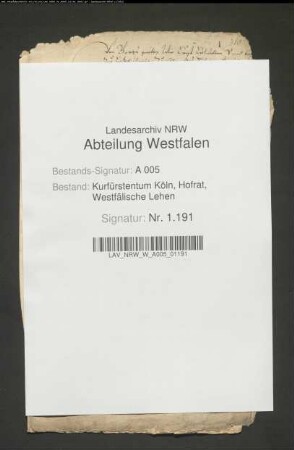 Landesarchiv NRW
Abteilung Westfalen
Bestands-Signatur: A 005
Bestand: Kurfürstentum Köln, Hofrat,
Westfälische Lehen
Signatur: Nr. 1.191
LAV_NRW_W_A005_01191